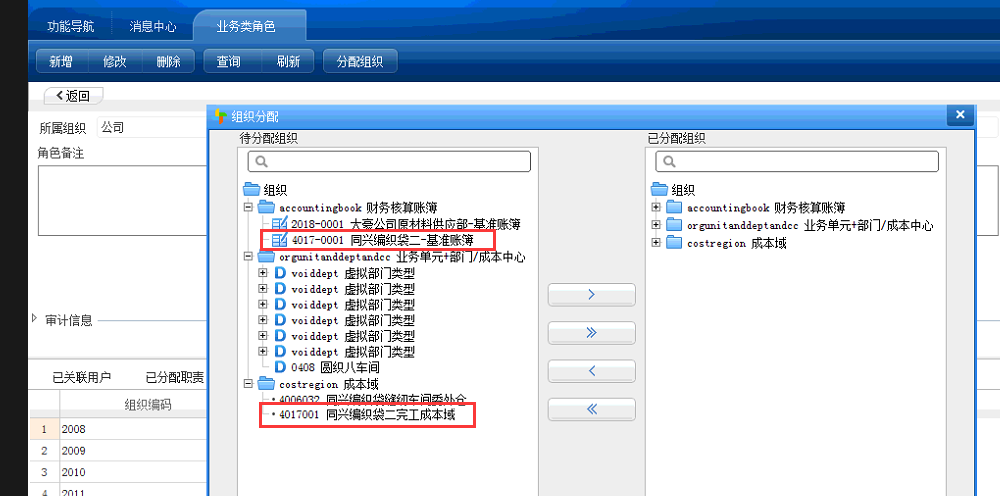 功能导航 消息中心 业务类角色
新增 修改 删除 查询 刷新 分配组织
返回
所属组织 公司
角色备注
审计信息
已关联用户 已分配职责
组织编码
1 2008
2 2009
3 2010
4 2011
组织分配
待分配组织
组织
accountingbook 财务核算账簿
2018-0001 大豪公司原材料供应部-基准账簿
4017-0001 同兴编织袋二-基准账簿
orgunitanddeptandcc 业务单元+部门/成本中心
voiddept 虚拟部门类型
voiddept 虚拟部门类型
voiddept 虚拟部门类型
voiddept 虚拟部门类型
voiddept 虚拟部门类型
voiddept 虚拟部门类型
0408 圆织八车间
costregion 成本域
4006032 同兴编织袋缝纫车间委外仓
4017001 同兴编织袋二完工成本域
已分配组织
组织
accountingbook 财务核算账簿
orgunitanddeptandcc 业务单元+部门/成本中心
costregion 成本域